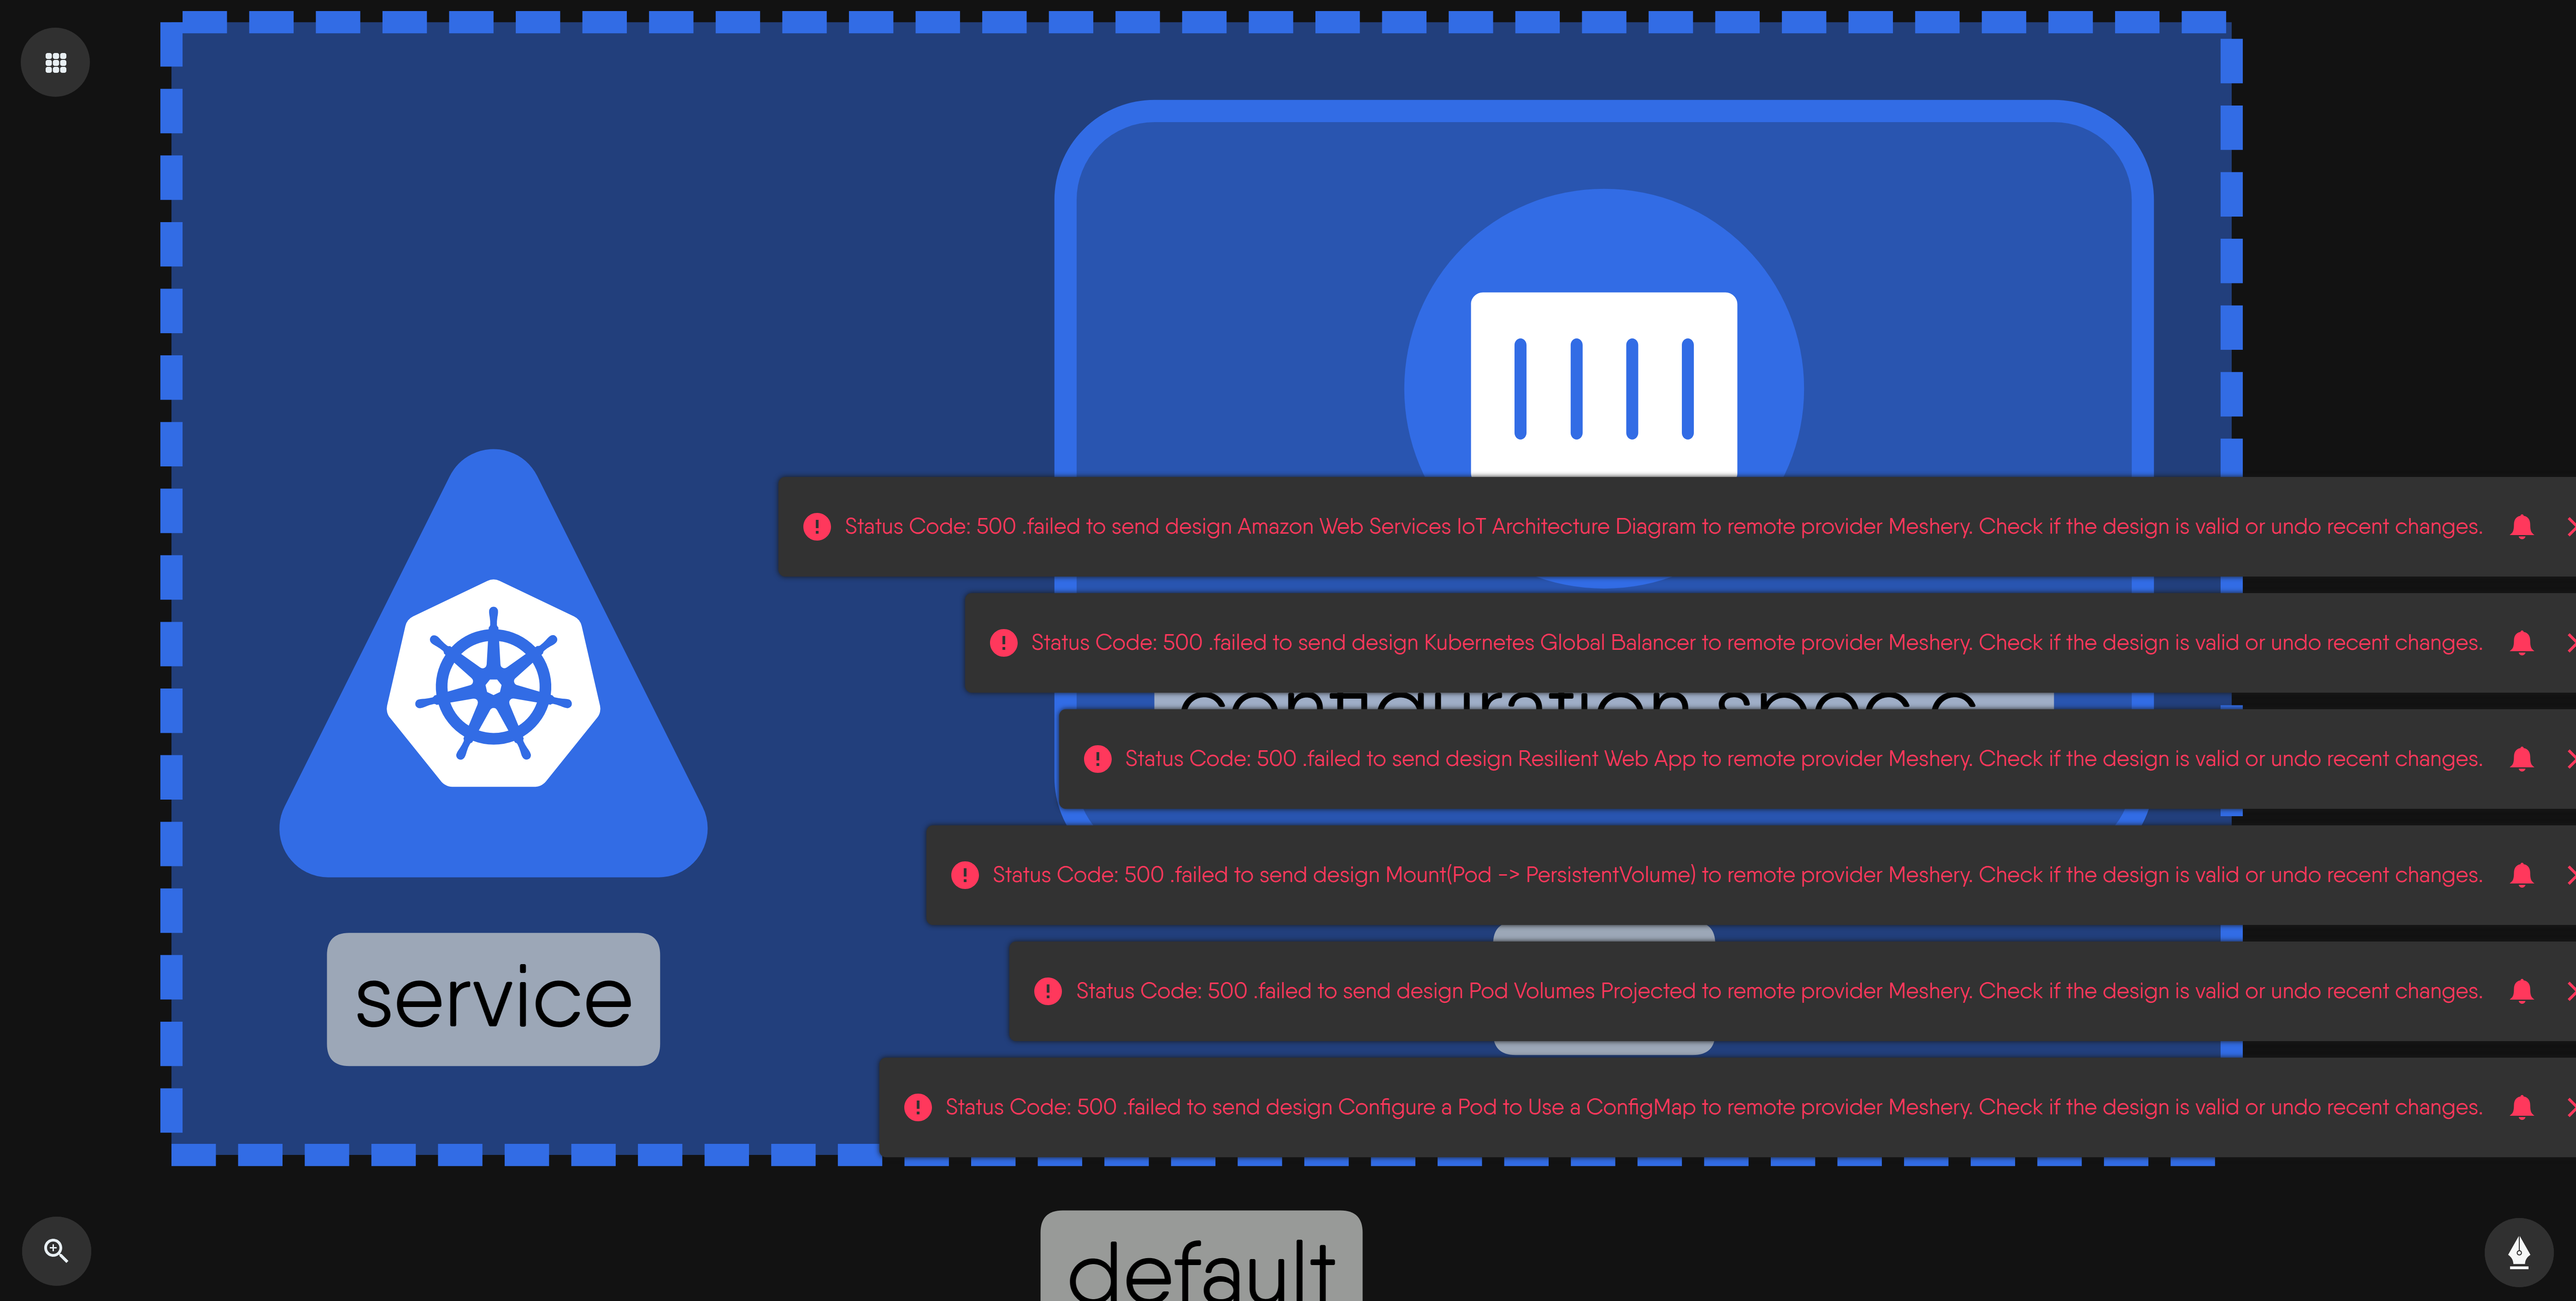 Status Code: 500 .failed to send design Amazon Web Services IoT Architecture Diagram to remote provider Meshery. Check if the design is valid or undo recent changes.
Status Code: 500 .failed to send design Kubernetes Global Balancer to remote provider Meshery. Check if the design is valid or undo recent changes.
configuration spec c
Status Code: 500 .failed to send design Resilient Web App to remote provider Meshery. Check if the design is valid or undo recent changes.
Status Code: 500 .failed to send design Mount(Pod -> PersistentVolume) to remote provider Meshery. Check if the design is valid or undo recent changes.
service
Status Code: 500 .failed to send design Pod Volumes Projected to remote provider Meshery. Check if the design is valid or undo recent changes.
Status Code: 500 .failed to send design Configure a Pod to Use a ConfigMap to remote provider Meshery. Check if the design is valid or undo recent changes.
default